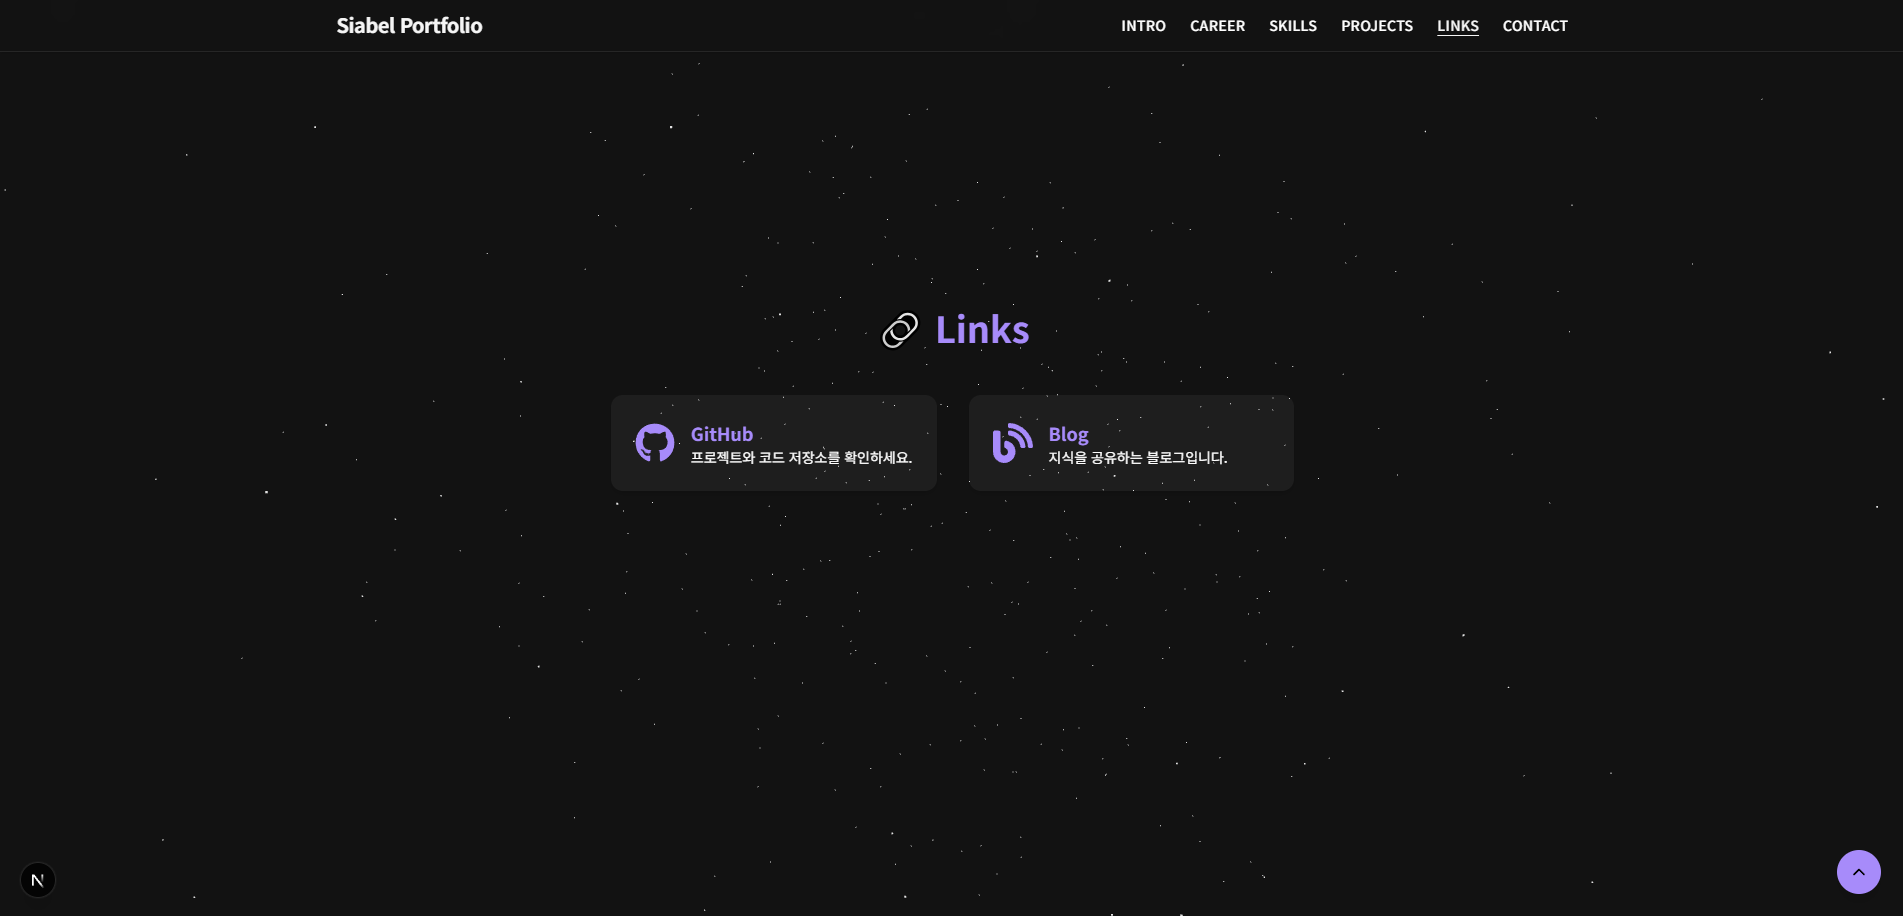 Siabel Portfolio
INTRO CAREER SKILLS PROJECTS LINKS CONTACT
Links
GitHub
프로젝트와 코드 저장소를 확인하세요.
Blog
지식을 공유하는 블로그입니다.
N